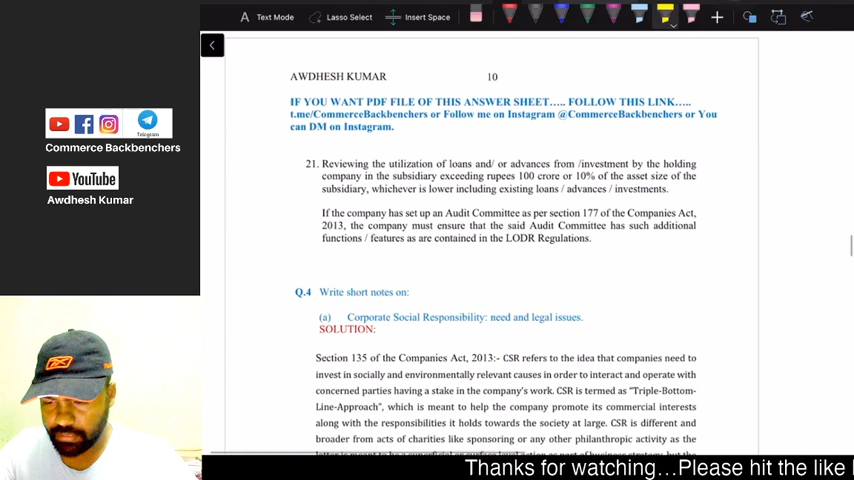 Text Mode
Lasso Select
Insert Space
AWDHESH KUMAR 10
IF YOU WANT PDF FILE OF THIS ANSWER SHEET..... FOLLOW THIS LINK.....
t.me/CommerceBackbenchers or Follow me on Instagram @CommerceBackbenchers or You
can DM on Instagram.
Telegram
Commerce Backbenchers
YouTube
Awdhesh Kumar
21. Reviewing the utilization of loans and/ or advances from /investment by the holding
company in the subsidiary exceeding rupees 100 crore or 10% of the asset size of the
subsidiary, whichever is lower including existing loans / advances / investments.
If the company has set up an Audit Committee as per section 177 of the Companies Act,
2013, the company must ensure that the said Audit Committee has such additional
functions / features as are contained in the LODR Regulations.
Q.4 Write short notes on:
(a) Corporate Social Responsibility: need and legal issues.
SOLUTION:
Section 135 of the Companies Act, 2013:- CSR refers to the idea that companies need to
invest in socially and environmentally relevant causes in order to interact and operate with
concerned parties having a stake in the company's work. CSR is termed as "Triple-Bottom-
Line-Approach", which is meant to help the company promote its commercial interests
along with the responsibilities it holds towards the society at large. CSR is different and
broader from acts of charities like sponsoring or any other philanthropic activity as the
Thanks for watching...Please hit the like